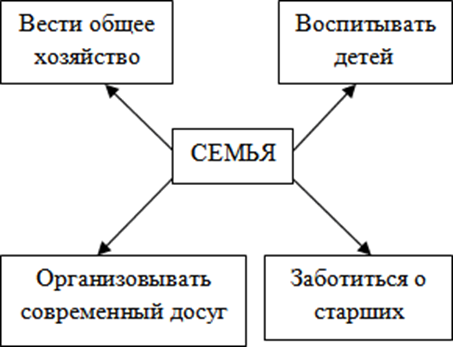 Вести общее
хозяйство
Воспитывать
детей
СЕМЬЯ
Организовывать
современный досуг
Заботиться о
старших